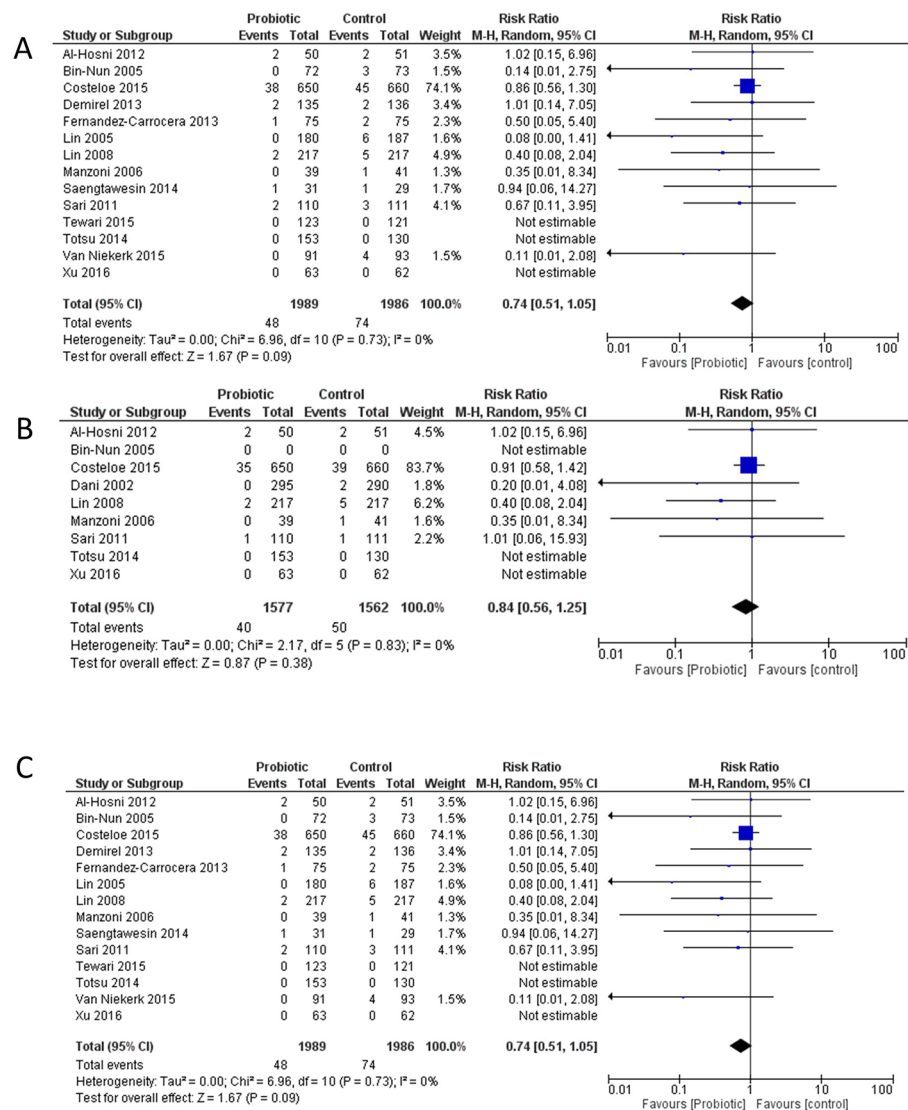 A
Probiotic Control Risk Ratio Risk Ratio
Study or Subgroup Events Total Events Total Weight M-H, Random, 95% CI M-H, Random, 95% CI
Al-Hosni 2012 2 50 2 51 3.5% 1.02 [0.15, 6.96]
Bin-Nun 2005 0 72 3 73 1.5% 0.14 [0.01, 2.75]
Costeloe 2015 38 650 45 660 74.1% 0.86 [0.56, 1.30]
Demirel 2013 2 135 2 136 3.4% 1.01 [0.14, 7.05]
Fernandez-Carrocera 2013 1 75 2 75 2.3% 0.50 [0.05, 5.40]
Lin 2005 0 180 6 187 1.6% 0.08 [0.00, 1.41]
Lin 2008 2 217 5 217 4.9% 0.40 [0.08, 2.04]
Manzoni 2006 0 39 1 41 1.3% 0.35 [0.01, 8.34]
Saengtawesin 2014 1 31 1 29 1.7% 0.94 [0.06, 14.27]
Sari 2011 2 110 3 111 4.1% 0.67 [0.11, 3.95]
Tewari 2015 0 123 0 121 Not estimable
Totsu 2014 0 153 0 130 Not estimable
Van Niekerk 2015 0 91 4 93 1.5% 0.11 [0.01, 2.08]
Xu 2016 0 63 0 62 Not estimable
Total (95% CI) 1989 1986 100.0% 0.74 [0.51, 1.05]
Total events 48 74
Heterogeneity: Tau² = 0.00; Chi² = 6.96, df = 10 (P = 0.73); I² = 0%
Test for overall effect: Z = 1.67 (P = 0.09)
0.01 0.1 1 10 100
Favours [Probiotic] Favours [control]
B
Probiotic Control Risk Ratio Risk Ratio
Study or Subgroup Events Total Events Total Weight M-H, Random, 95% CI M-H, Random, 95% CI
Al-Hosni 2012 2 50 2 51 4.5% 1.02 [0.15, 6.96]
Bin-Nun 2005 0 0 0 0 Not estimable
Costeloe 2015 35 650 39 660 83.7% 0.91 [0.58, 1.42]
Dani 2002 0 295 2 290 1.8% 0.20 [0.01, 4.08]
Lin 2008 2 217 5 217 6.2% 0.40 [0.08, 2.04]
Manzoni 2006 0 39 1 41 1.6% 0.35 [0.01, 8.34]
Sari 2011 1 110 1 111 2.2% 1.01 [0.06, 15.93]
Totsu 2014 0 153 0 130 Not estimable
Xu 2016 0 63 0 62 Not estimable
Total (95% CI) 1577 1562 100.0% 0.84 [0.56, 1.25]
Total events 40 50
Heterogeneity: Tau² = 0.00; Chi² = 2.17, df = 5 (P = 0.83); I² = 0%
Test for overall effect: Z = 0.87 (P = 0.38)
0.01 0.1 1 10 100
Favours [Probiotic] Favours [control]
C
Probiotic Control Risk Ratio Risk Ratio
Study or Subgroup Events Total Events Total Weight M-H, Random, 95% CI M-H, Random, 95% CI
Al-Hosni 2012 2 50 2 51 3.5% 1.02 [0.15, 6.96]
Bin-Nun 2005 0 72 3 73 1.5% 0.14 [0.01, 2.75]
Costeloe 2015 38 650 45 660 74.1% 0.86 [0.56, 1.30]
Demirel 2013 2 135 2 136 3.4% 1.01 [0.14, 7.05]
Fernandez-Carrocera 2013 1 75 2 75 2.3% 0.50 [0.05, 5.40]
Lin 2005 0 180 6 187 1.6% 0.08 [0.00, 1.41]
Lin 2008 2 217 5 217 4.9% 0.40 [0.08, 2.04]
Manzoni 2006 0 39 1 41 1.3% 0.35 [0.01, 8.34]
Saengtawesin 2014 1 31 1 29 1.7% 0.94 [0.06, 14.27]
Sari 2011 2 110 3 111 4.1% 0.67 [0.11, 3.95]
Tewari 2015 0 123 0 121 Not estimable
Totsu 2014 0 153 0 130 Not estimable
Van Niekerk 2015 0 91 4 93 1.5% 0.11 [0.01, 2.08]
Xu 2016 0 63 0 62 Not estimable
Total (95% CI) 1989 1986 100.0% 0.74 [0.51, 1.05]
Total events 48 74
Heterogeneity: Tau² = 0.00; Chi² = 6.96, df = 10 (P = 0.73); I² = 0%
Test for overall effect: Z = 1.67 (P = 0.09)
0.01 0.1 1 10 100
Favours [Probiotic] Favours [control]